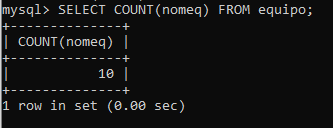 mysql> SELECT COUNT(nomeq) FROM equipo;
+--------------+
| COUNT(nomeq) |
+--------------+
|           10 |
+--------------+
1 row in set (0.00 sec)